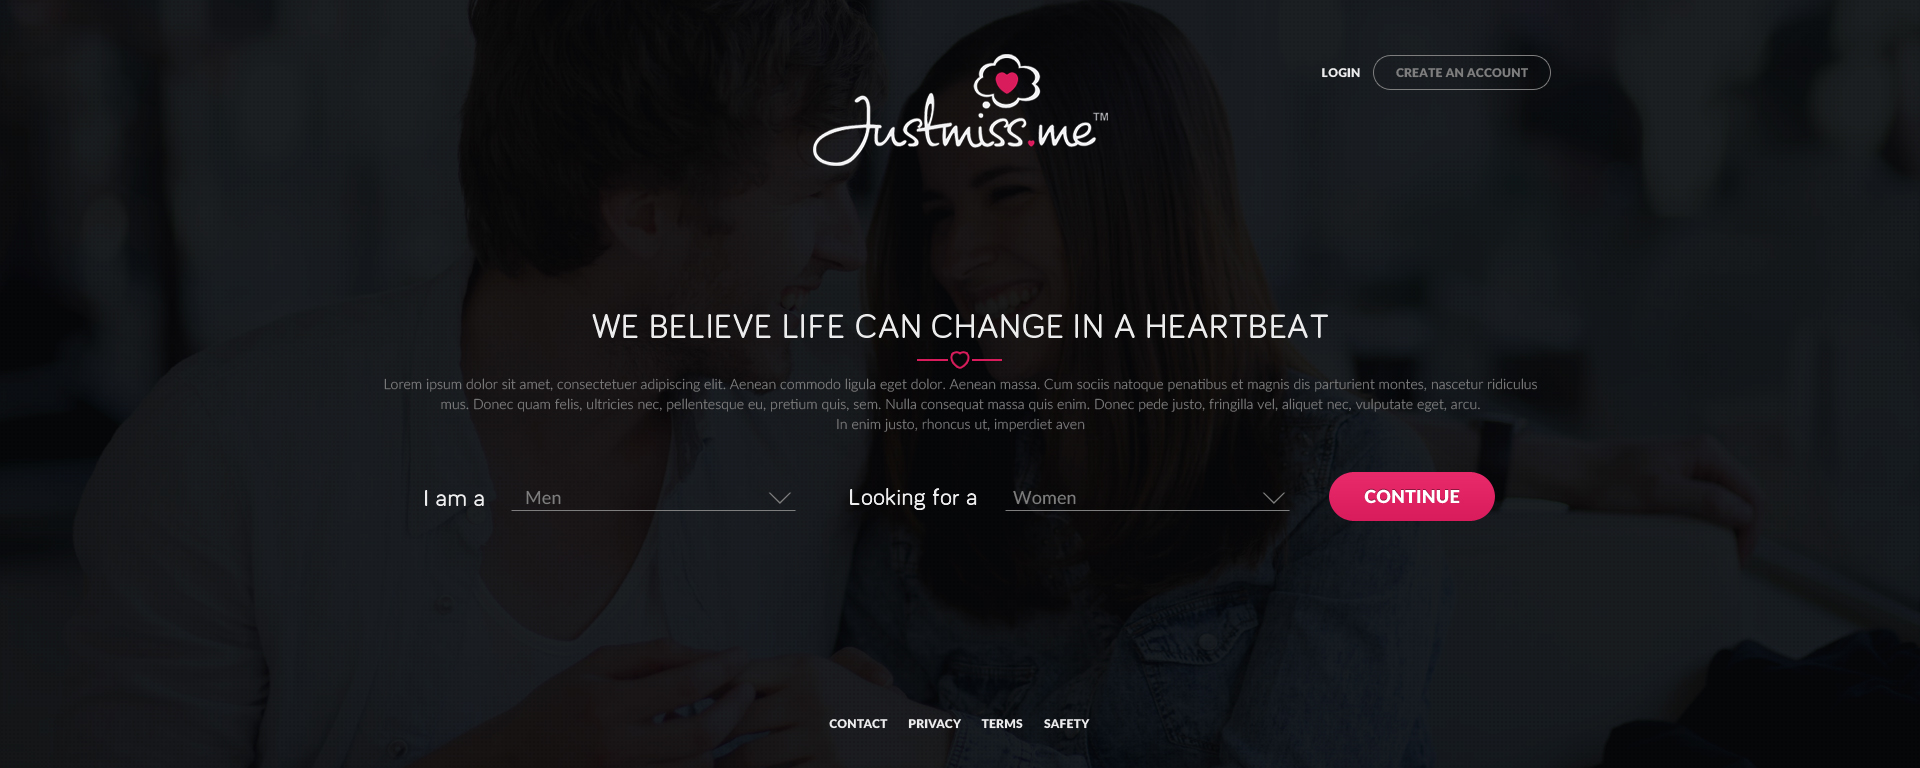 Justmiss.me™
LOGIN
CREATE AN ACCOUNT
WE BELIEVE LIFE CAN CHANGE IN A HEARTBEAT
Lorem ipsum dolor sit amet, consectetuer adipiscing elit. Aenean commodo ligula eget dolor. Aenean massa. Cum sociis natoque penatibus et magnis dis parturient montes, nascetur ridiculus
mus. Donec quam felis, ultricies nec, pellentesque eu, pretium quis, sem. Nulla consequat massa quis enim. Donec pede justo, fringilla vel, aliquet nec, vulputate eget, arcu.
In enim justo, rhoncus ut, imperdiet aven
I am a Men Looking for a Women CONTINUE
CONTACT PRIVACY TERMS SAFETY